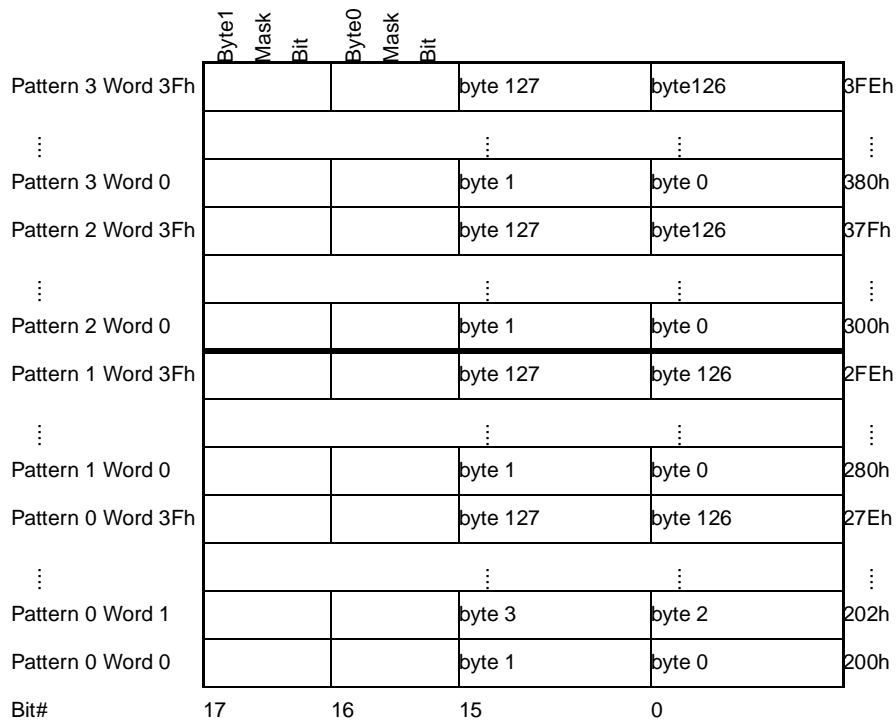 Byte1 Mask Bit Byte0 Mask Bit
Pattern 3 Word 3Fh byte 127 byte126 3FEh
⋮ ⋮ ⋮ ⋮
Pattern 3 Word 0 byte 1 byte 0 380h
Pattern 2 Word 3Fh byte 127 byte126 37Fh
⋮ ⋮ ⋮ ⋮
Pattern 2 Word 0 byte 1 byte 0 300h
Pattern 1 Word 3Fh byte 127 byte 126 2FEh
⋮ ⋮ ⋮ ⋮
Pattern 1 Word 0 byte 1 byte 0 280h
Pattern 0 Word 3Fh byte 127 byte 126 27Eh
⋮ ⋮ ⋮ ⋮
Pattern 0 Word 1 byte 3 byte 2 202h
Pattern 0 Word 0 byte 1 byte 0 200h
Bit# 17 16 15 0